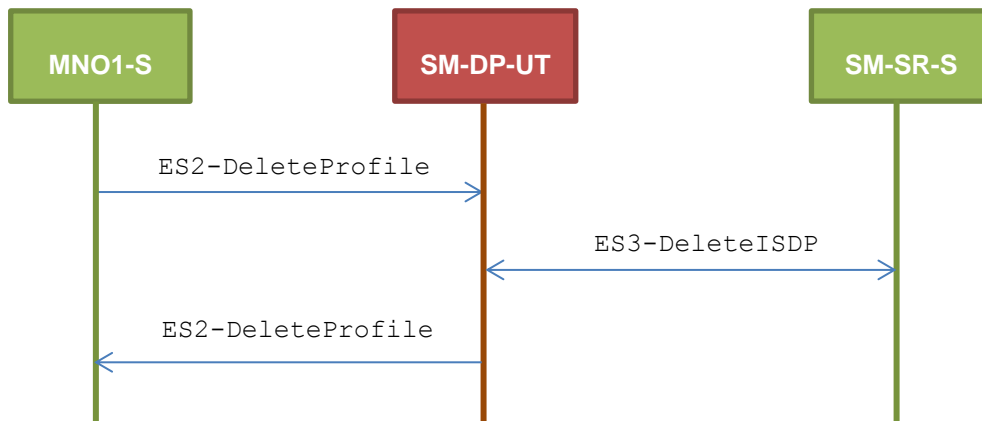 MNO1-S
SM-DP-UT
SM-SR-S
ES2-DeleteProfile
ES3-DeleteISDP
ES2-DeleteProfile